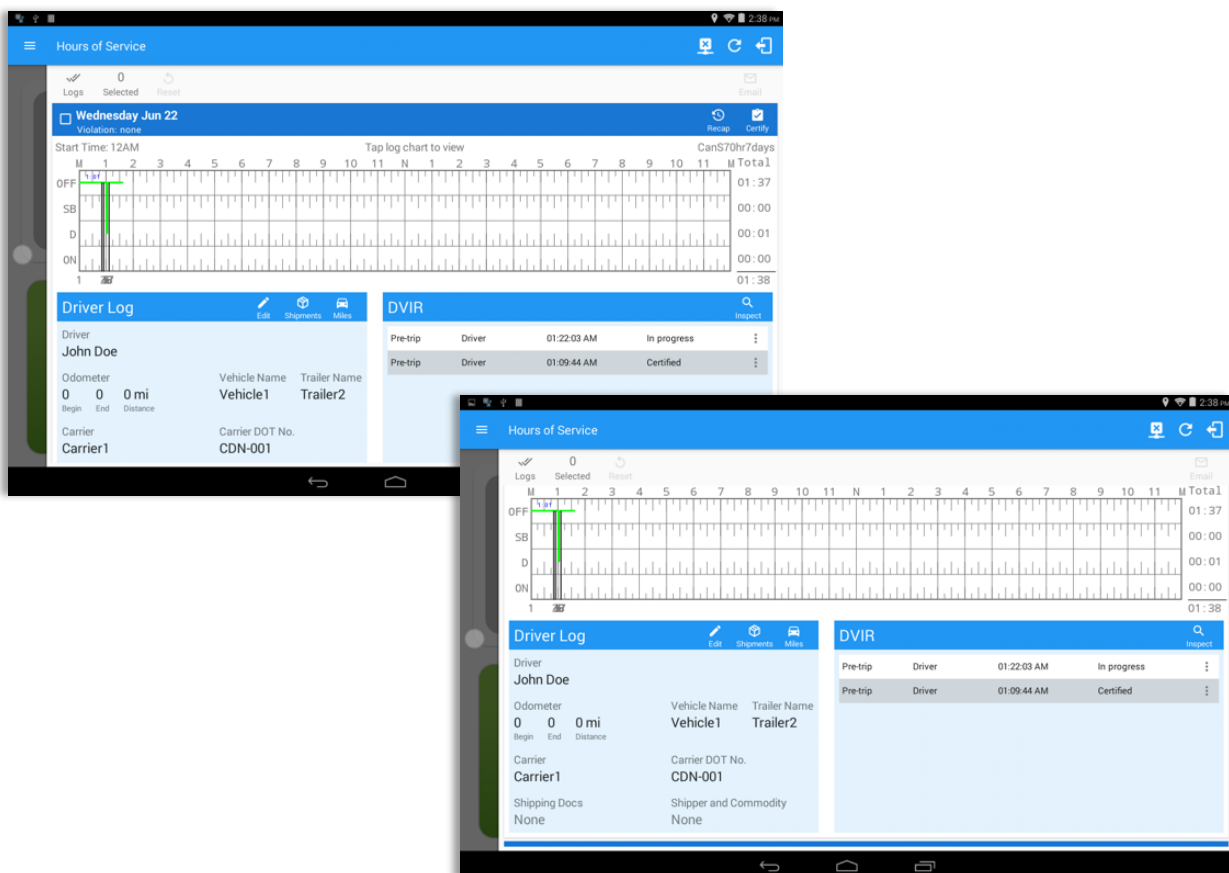 2:38 PM
Hours of Service
Logs 0 Selected Reset Email
Wednesday Jun 22
Violation: none
Recap Certify
Start Time: 12AM Tap log chart to view CanS70hr7days
M 1 2 3 4 5 6 7 8 9 10 11 N 1 2 3 4 5 6 7 8 9 10 11 M Total
OFF 01:37
SB 00:00
D 00:01
ON 00:00
1 01:38
Driver Log Edit Shipments Miles
Driver
John Doe
Odometer Vehicle Name Trailer Name
0 0 0 mi Vehicle1 Trailer2
Begin End Distance
Carrier Carrier DOT No.
Carrier1 CDN-001
DVIR Inspect
Pre-trip Driver 01:22:03 AM In progress
Pre-trip Driver 01:09:44 AM Certified
2:38 PM
Hours of Service
Logs 0 Selected Reset Email
M 1 2 3 4 5 6 7 8 9 10 11 N 1 2 3 4 5 6 7 8 9 10 11 M Total
OFF 01:37
SB 00:00
D 00:01
ON 00:00
1 01:38
Driver Log Edit Shipments Miles
Driver
John Doe
Odometer Vehicle Name Trailer Name
0 0 0 mi Vehicle1 Trailer2
Begin End Distance
Carrier Carrier DOT No.
Carrier1 CDN-001
Shipping Docs Shipper and Commodity
None None
DVIR Inspect
Pre-trip Driver 01:22:03 AM In progress
Pre-trip Driver 01:09:44 AM Certified